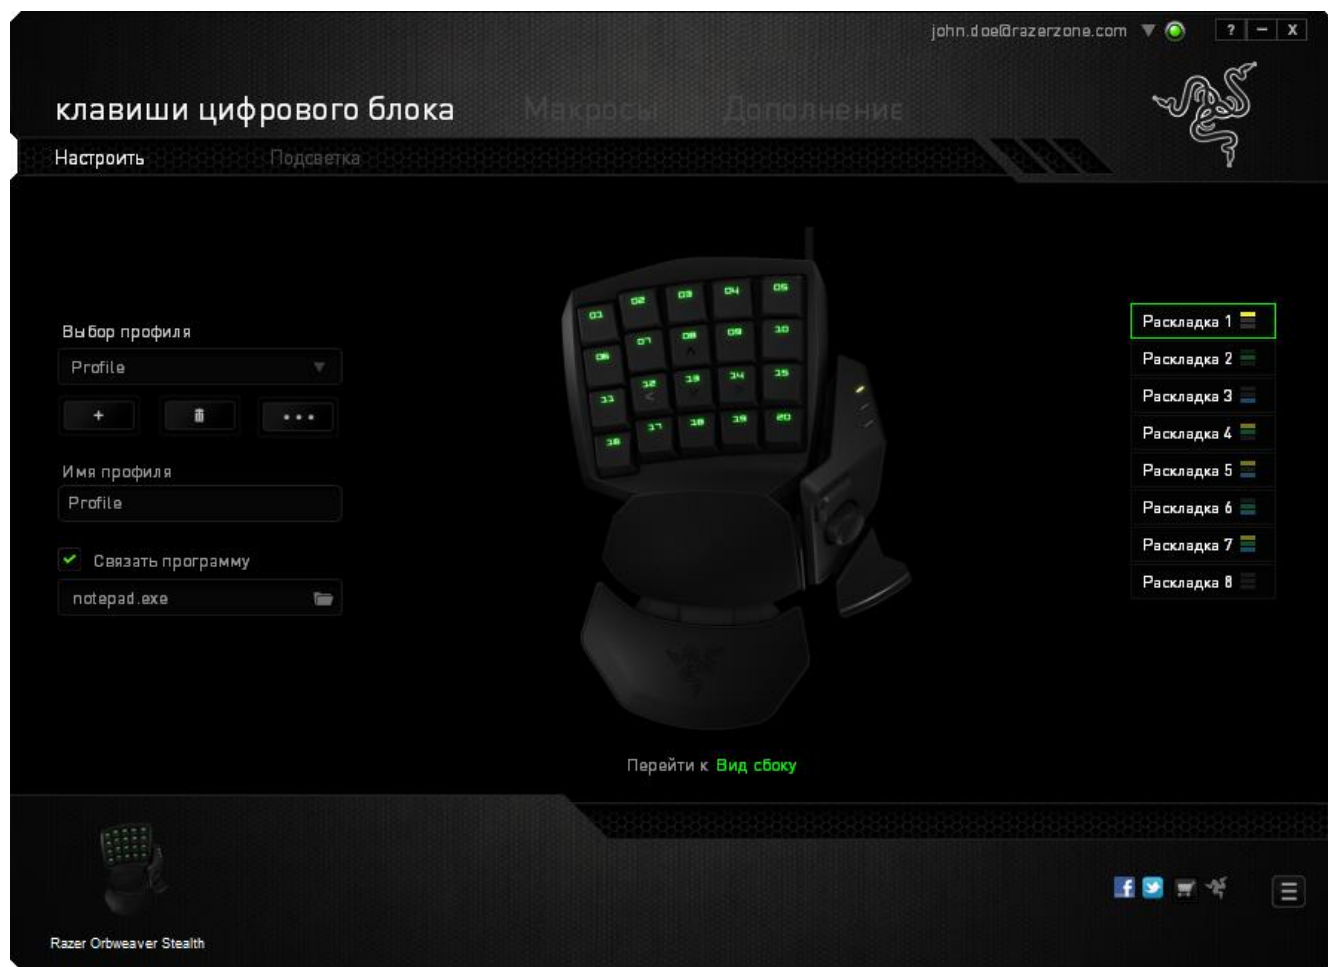 john.doe@razerzone.com ? – X
клавиши цифрового блока Макросы Дополнение
Настроить Подсветка
01 02 03 04 05
06 07 08 09 10
11 12 13 14 15
16 17 18 19 20
Выбор профиля
Profile
Имя профиля
Profile
Связать программу
notepad.exe
Раскладка 1
Раскладка 2
Раскладка 3
Раскладка 4
Раскладка 5
Раскладка 6
Раскладка 7
Раскладка 8
Перейти к Вид сбоку
Razer Orbweaver Stealth